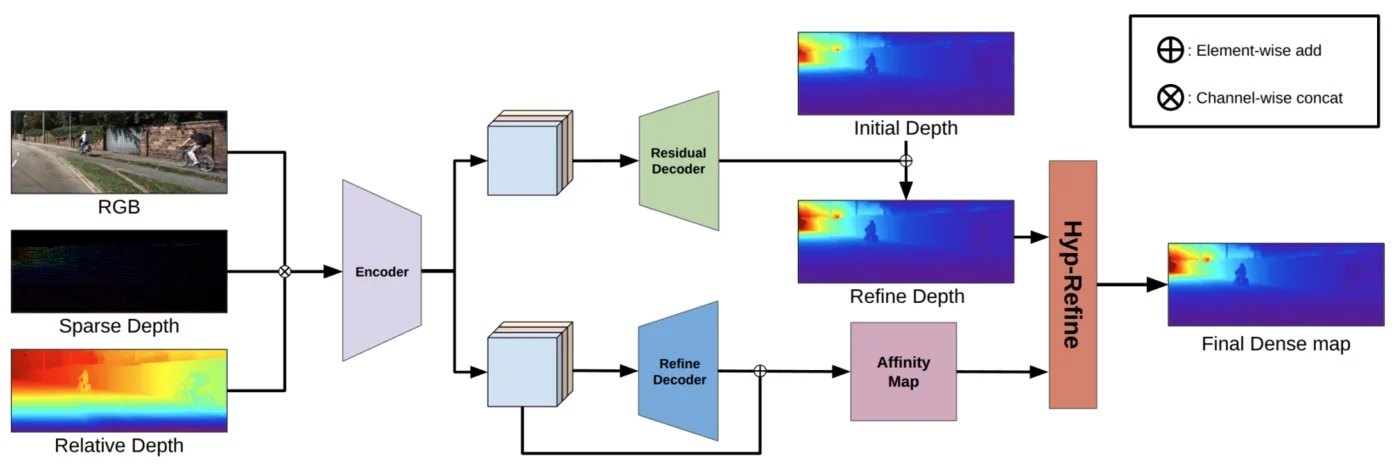 RGB
Sparse Depth
Relative Depth
Encoder
Residual
Decoder
Refine
Decoder
Initial Depth
Refine Depth
Affinity
Map
Hyp-Refine
Final Dense map
: Element-wise add
: Channel-wise concat